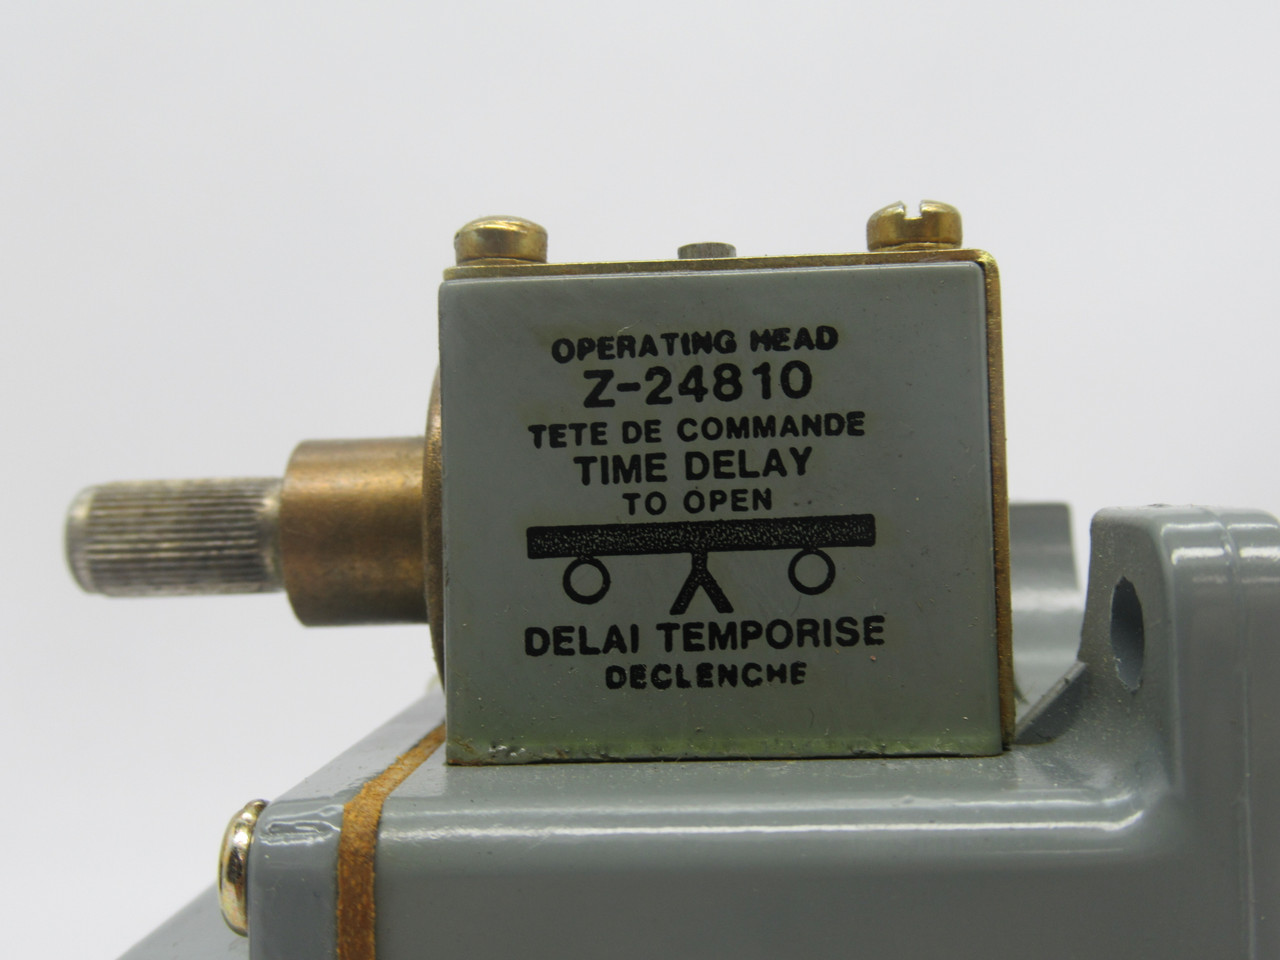 OPERATING HEAD
Z-24810
TETE DE COMMANDE
TIME DELAY
TO OPEN
DELAI TEMPORISE
DECLENCHE